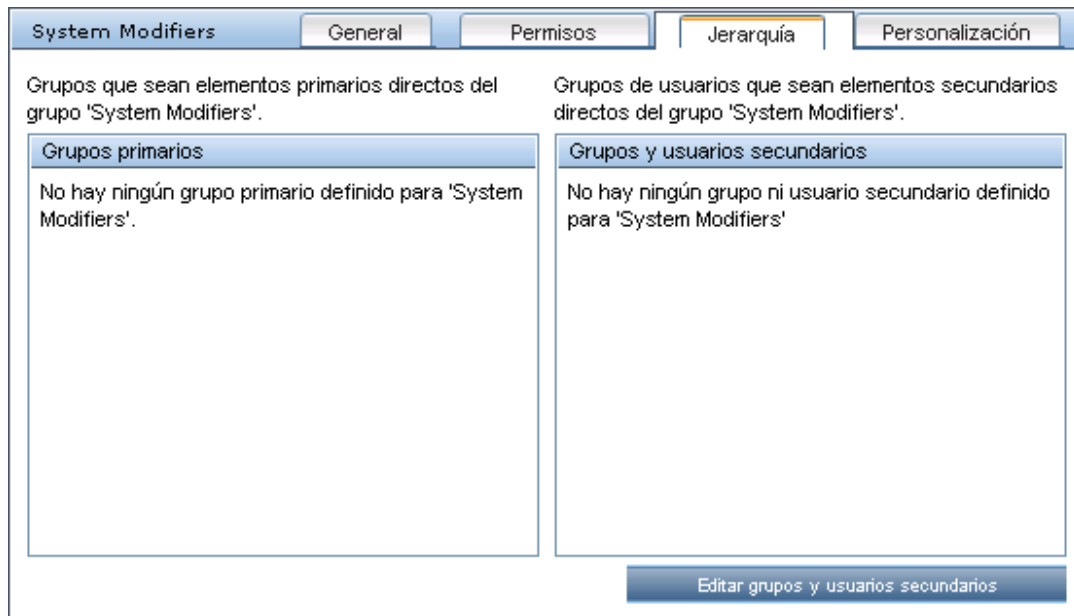 System Modifiers
General
Permisos
Jerarquía
Personalización
Grupos que sean elementos primarios directos del
grupo 'System Modifiers'.
Grupos primarios
No hay ningún grupo primario definido para 'System
Modifiers'.
Grupos de usuarios que sean elementos secundarios
directos del grupo 'System Modifiers'.
Grupos y usuarios secundarios
No hay ningún grupo ni usuario secundario definido
para 'System Modifiers'
Editar grupos y usuarios secundarios